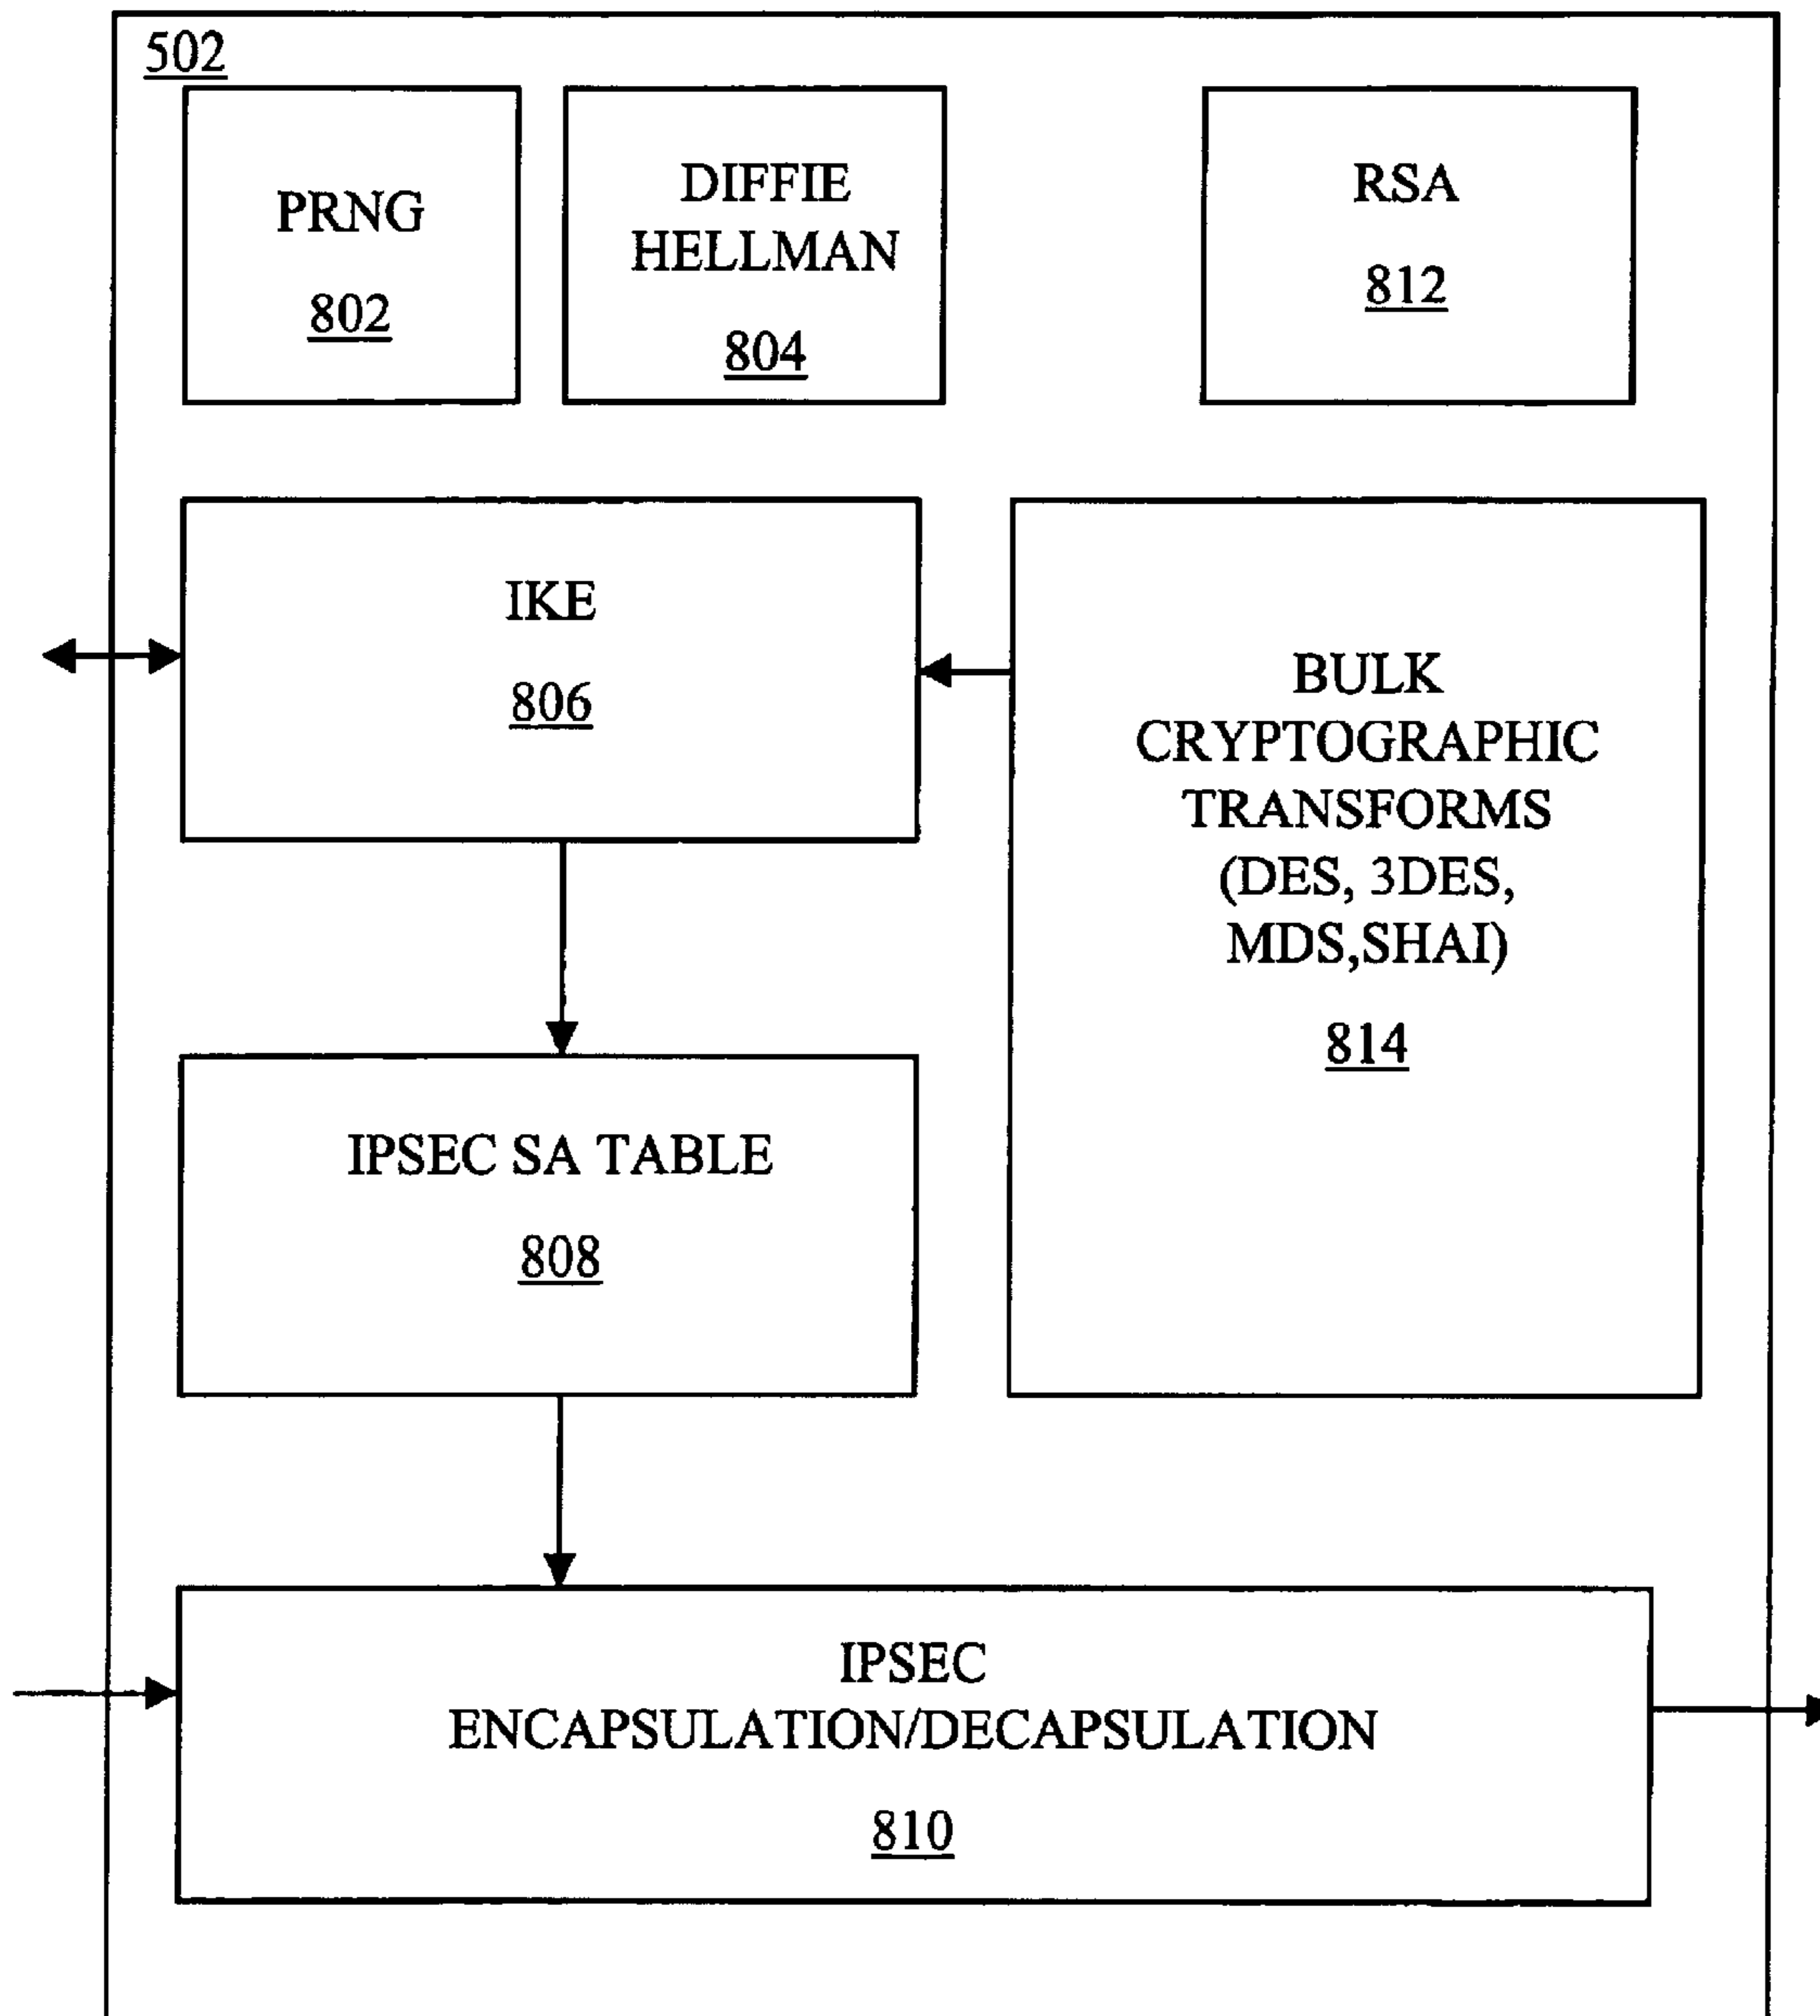 502
PRNG
802
DIFFIE
HELLMAN
804
RSA
812
IKE
806
BULK
CRYPTOGRAPHIC
TRANSFORMS
(DES, 3DES,
MDS,SHAI)
814
IPSEC SA TABLE
808
IPSEC
ENCAPSULATION/DECAPSULATION
810